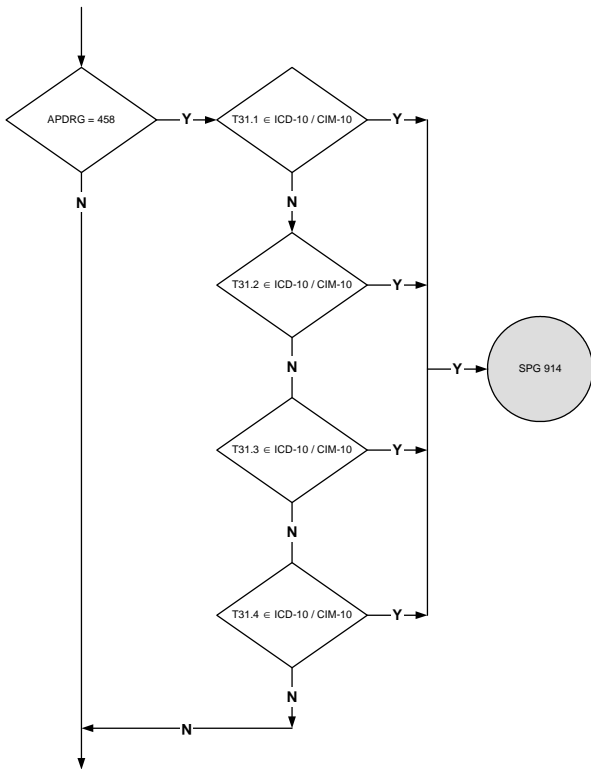 APDRG = 458
Y
T31.1 ∈ ICD-10 / CIM-10
Y
N
N
T31.2 ∈ ICD-10 / CIM-10
Y
N
Y
SPG 914
T31.3 ∈ ICD-10 / CIM-10
Y
N
T31.4 ∈ ICD-10 / CIM-10
Y
N
N